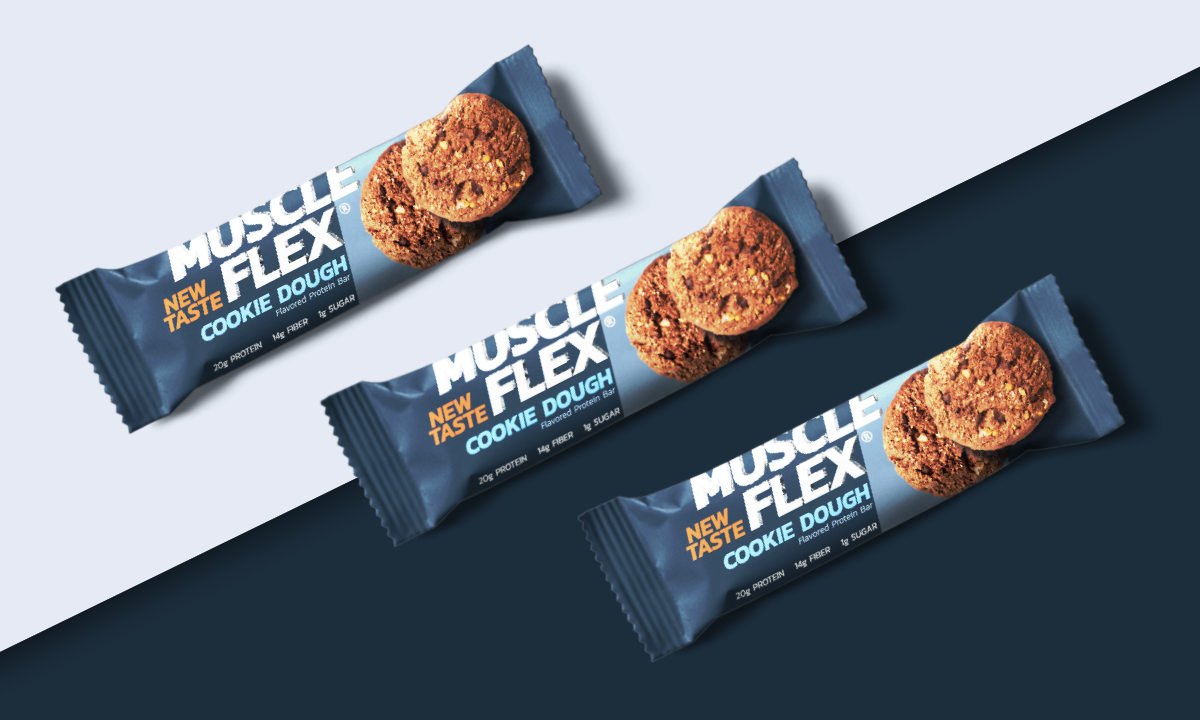 MUSCLE
FLEX®
NEW
TASTE
COOKIE DOUGH
Flavored Protein Bar
20g PROTEIN 14g FIBER 1g SUGAR
MUSCLE
FLEX®
NEW
TASTE
COOKIE DOUGH
Flavored Protein Bar
20g PROTEIN 14g FIBER 1g SUGAR
MUSCLE
FLEX®
NEW
TASTE
COOKIE DOUGH
Flavored Protein Bar
20g PROTEIN 14g FIBER 1g SUGAR